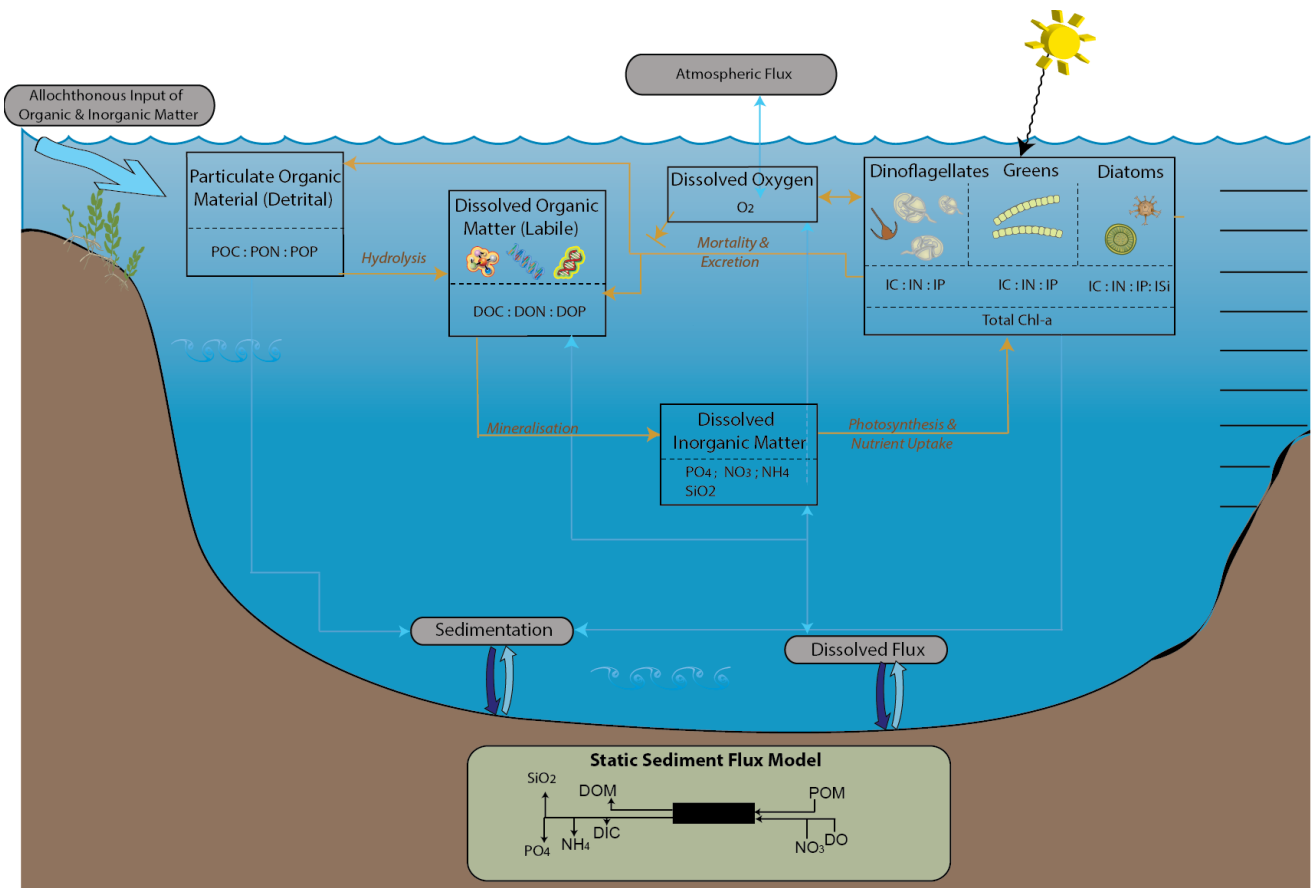 Atmospheric Flux
Allochthonous Input of
Organic & Inorganic Matter
Particulate Organic
Material (Detrital)
POC : PON : POP
Hydrolysis
Dissolved Organic
Matter (Labile)
DOC : DON : DOP
Dissolved Oxygen
O2
Mortality &
Excretion
Dinoflagellates Greens Diatoms
IC : IN : IP IC : IN : IP IC : IN : IP: ISi
Total Chl-a
Mineralisation
Dissolved
Inorganic Matter
PO4 ; NO3 ; NH4
SiO2
Photosynthesis &
Nutrient Uptake
Sedimentation
Dissolved Flux
Static Sediment Flux Model
SiO2
DOM
POM
PO4
NH4
DIC
NO3
DO